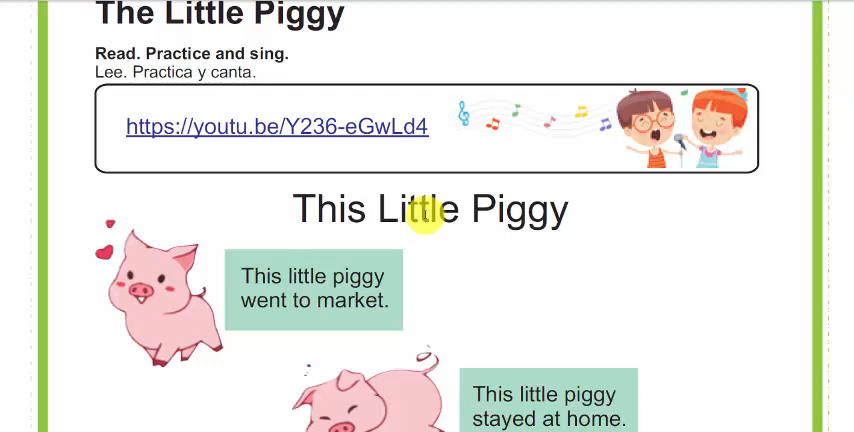 The Little Piggy
Read. Practice and sing.
Lee. Practica y canta.
https://youtu.be/Y236-eGwLd4
This Little Piggy
This little piggy
went to market.
This little piggy
stayed at home.